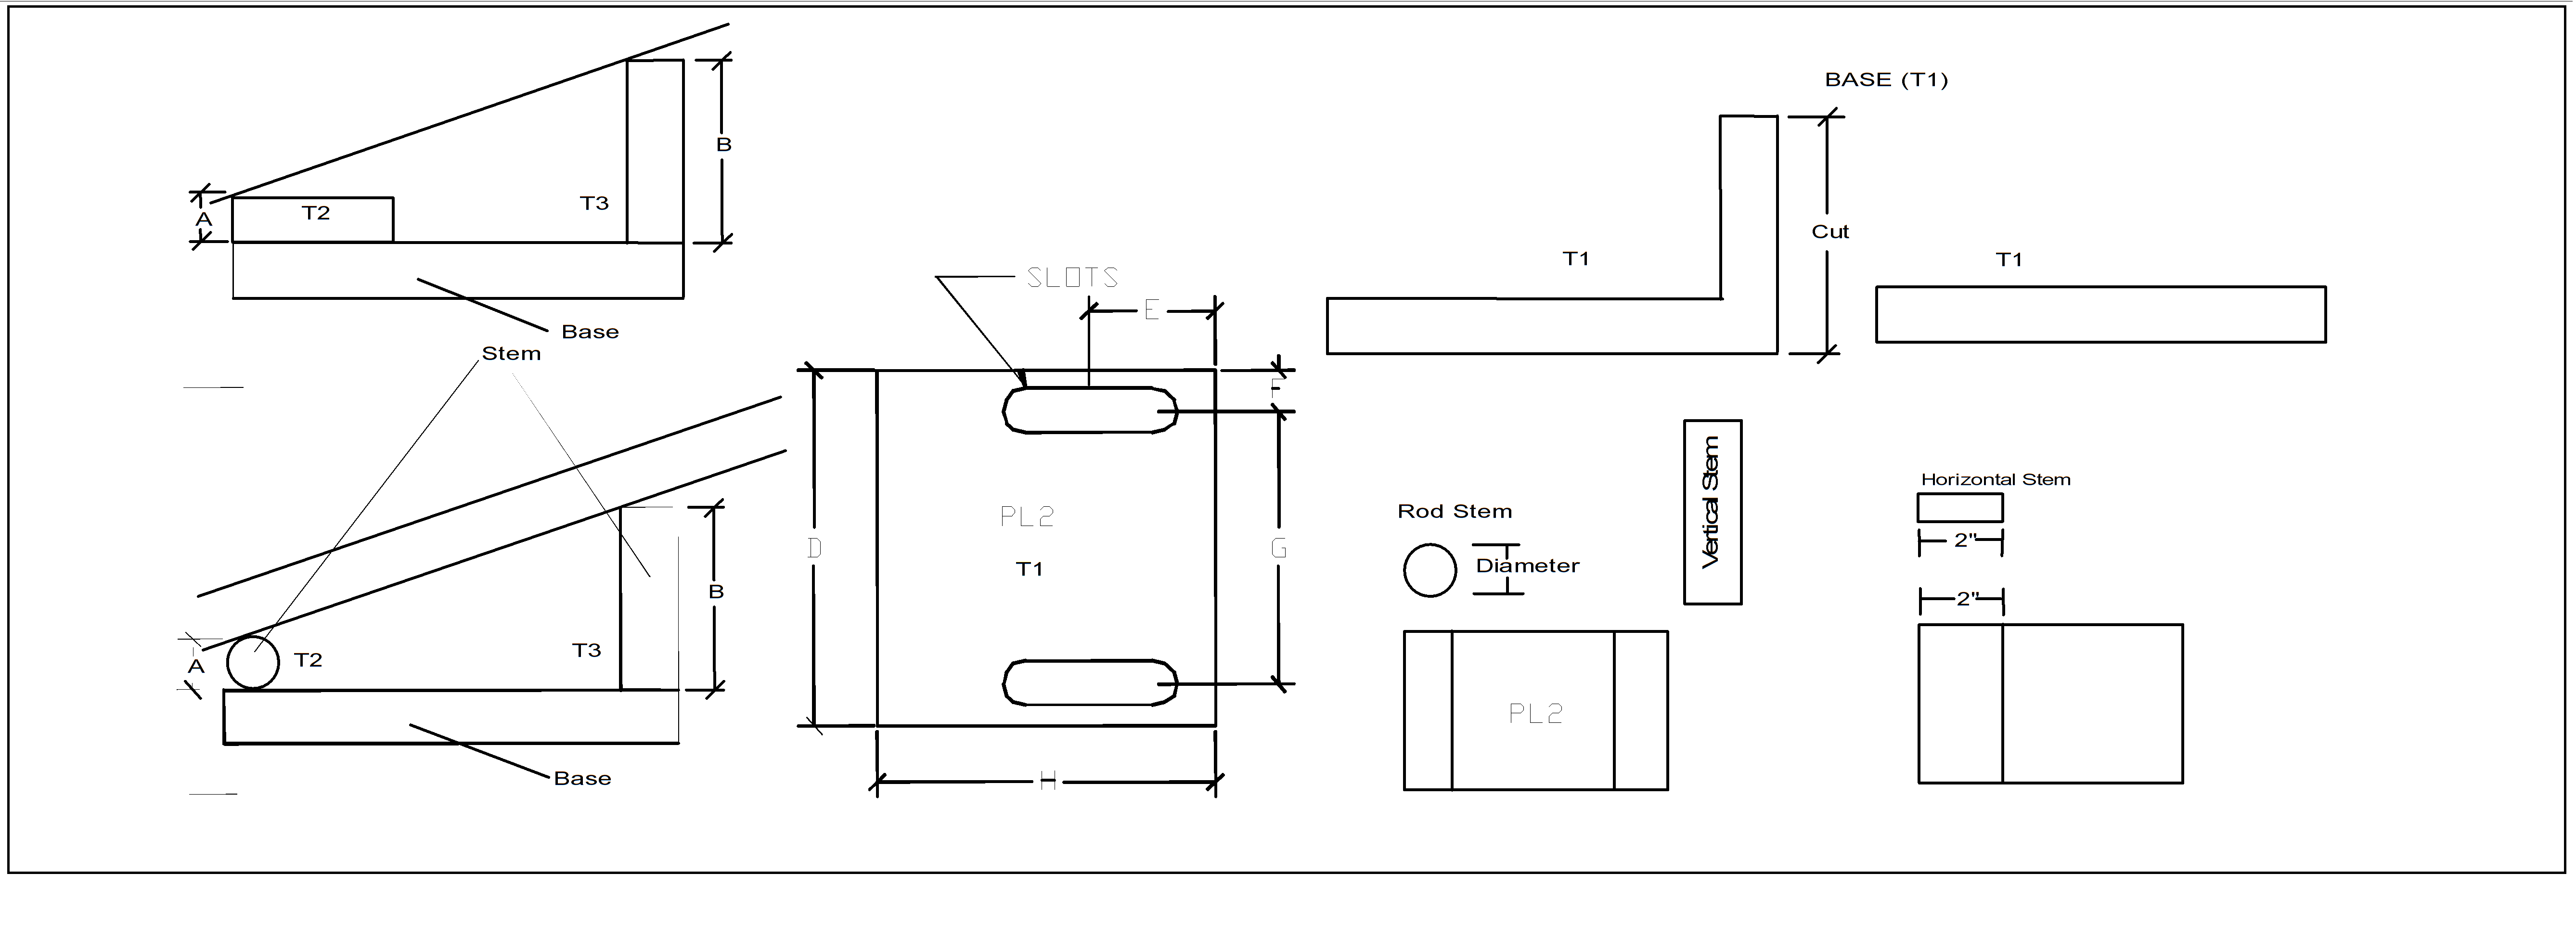 B
A
T2
T3
Base
Stem
B
A
T2
T3
Base
SLOTS
E
F
D
PL2
G
T1
H
BASE (T1)
T1
Cut
T1
Rod Stem
Diameter
Vertical Stem
Horizontal Stem
2"
2"
PL2